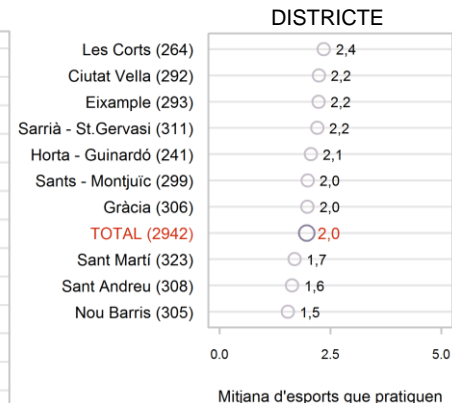 DISTRICTE
Les Corts (264) 2,4
Ciutat Vella (292) 2,2
Eixample (293) 2,2
Sarrià - St.Gervasi (311) 2,2
Horta - Guinardó (241) 2,1
Sants - Montjuïc (299) 2,0
Gràcia (306) 2,0
TOTAL (2942) 2,0
Sant Martí (323) 1,7
Sant Andreu (308) 1,6
Nou Barris (305) 1,5
0.0 2.5 5.0
Mitjana d'esports que pratiquen